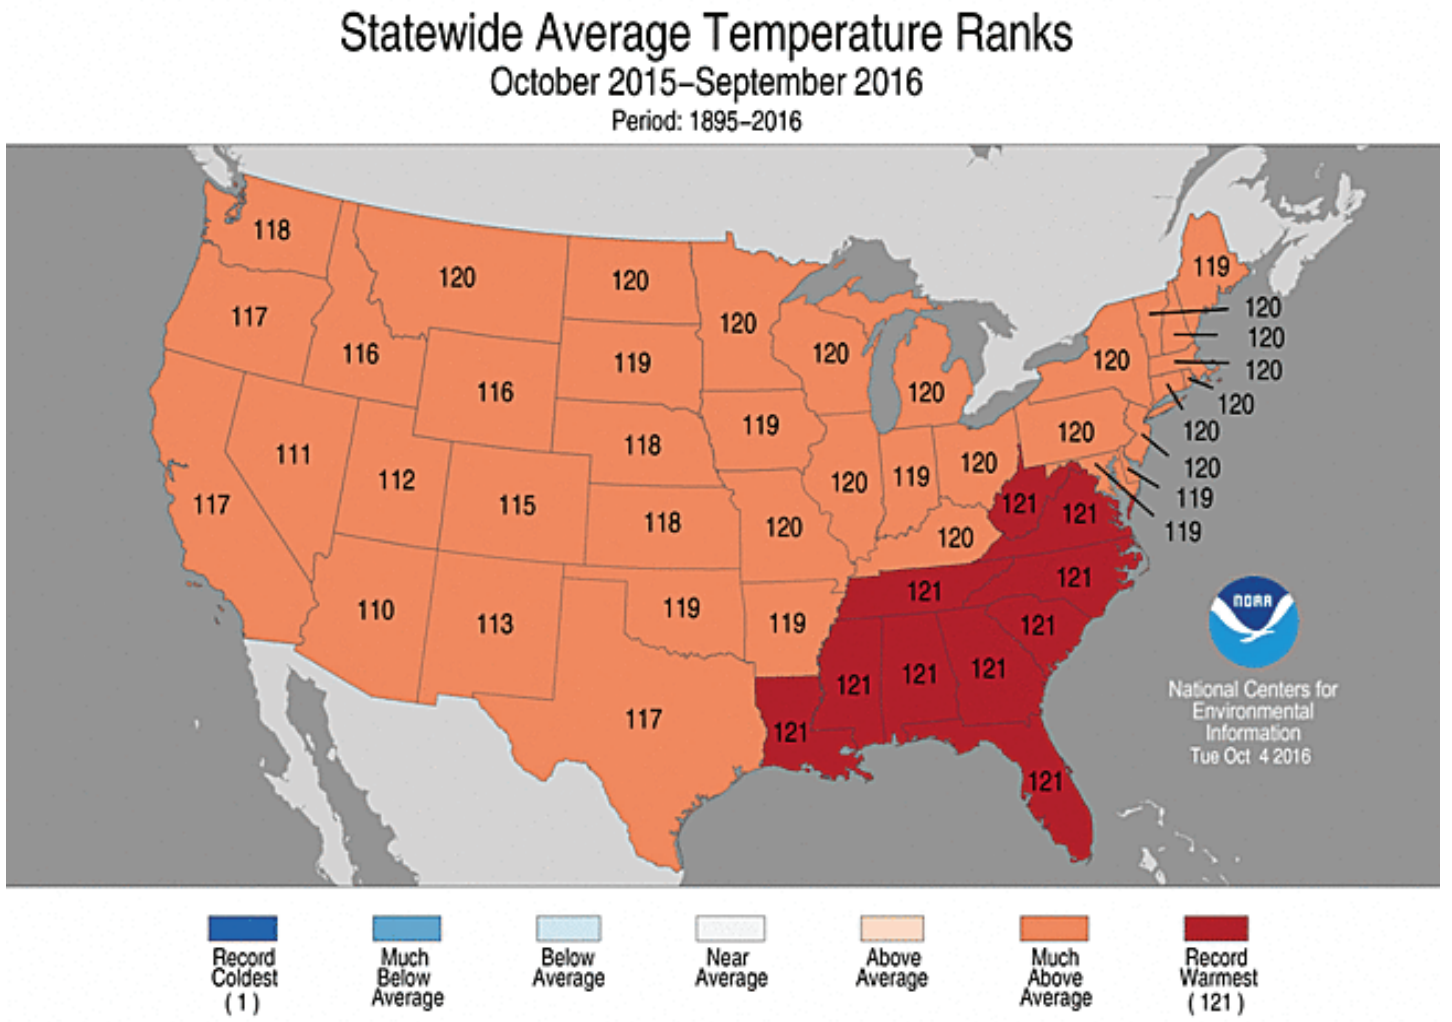 Statewide Average Temperature Ranks
October 2015–September 2016
Period: 1895–2016
118
120
120
119
117
120
120
116
120
120
120
120
119
116
120
120
120
119
118
120
120
111
112
115
120
119
120
120
119
117
118
120
121
121
119
120
110
113
119
119
121
121
121
117
121
121
121
121
121
NOAA
National Centers for
Environmental
Information
Tue Oct 4 2016
Record
Coldest
( 1 )
Much
Below
Average
Below
Average
Near
Average
Above
Average
Much
Above
Average
Record
Warmest
( 121 )